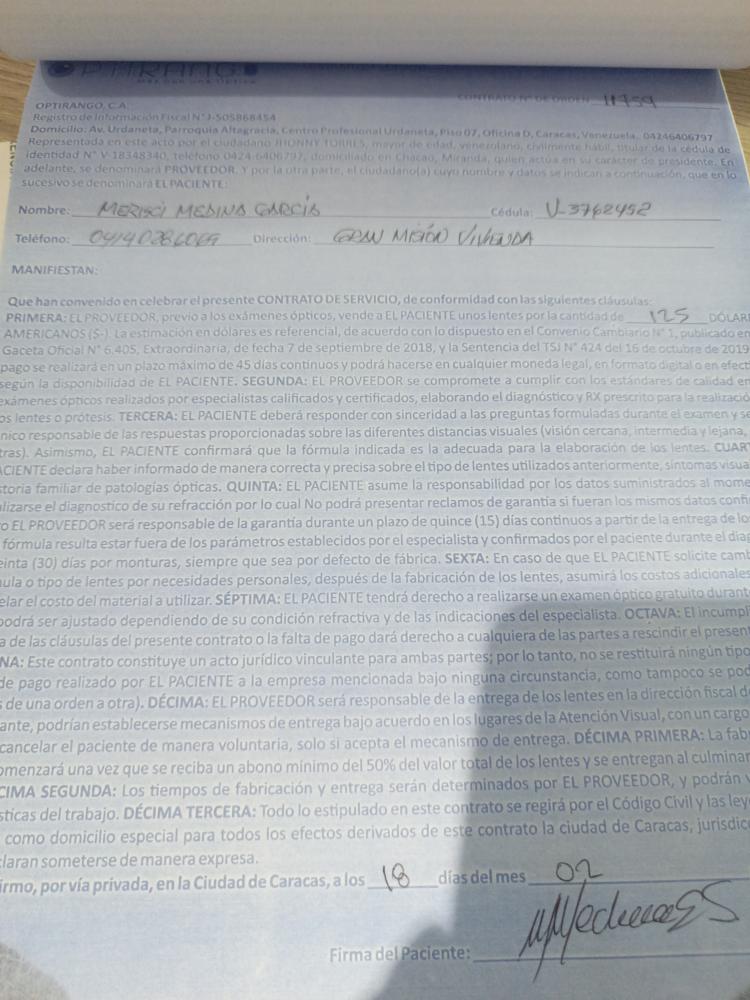 OPTIRANGO
CONTRATO N° DE ORDEN 11759
OPTIRANGO, C.A.
Registro de Información Fiscal N°J-505868454
Domicilio: Av. Urdaneta, Parroquia Altagracia, Centro Profesional Urdaneta, Piso 07, Oficina D, Caracas, Venezuela, 04246406797
Representada en este acto por el ciudadano JHONNY TORRES, mayor de edad, venezolano, civilmente hábil, titular de la cédula de
identidad N° V-18348340, teléfono 0424-6406797, domiciliado en Chacao, Miranda, quien actúa en su carácter de presidente. En
adelante, se denominará PROVEEDOR. Y por la otra parte, el ciudadano(a) cuyo nombre y datos se indican a continuación, que en lo
sucesivo se denominará EL PACIENTE:
Nombre: MEDINA GARCÍA Cédula: V-3762452
Teléfono: Dirección: GRAN MISIÓN VIVIENDA
MANIFIESTAN:
Que han convenido en celebrar el presente CONTRATO DE SERVICIO, de conformidad con las siguientes cláusulas:
PRIMERA: EL PROVEEDOR, previo a los exámenes ópticos, vende a EL PACIENTE unos lentes por la cantidad de 125 DÓLAR
AMERICANOS ($-). La estimación en dólares es referencial, de acuerdo con lo dispuesto en el Convenio Cambiario N° 1, publicado en
Gaceta Oficial N° 6.405, Extraordinaria, de fecha 7 de septiembre de 2018, y la Sentencia del TSJ N° 424 del 16 de octubre de 2019
pago se realizará en un plazo máximo de 45 días continuos y podrá hacerse en cualquier moneda legal, en formato digital o en efect
según la disponibilidad de EL PACIENTE. SEGUNDA: EL PROVEEDOR se compromete a cumplir con los estándares de calidad en
exámenes ópticos realizados por especialistas calificados y certificados, elaborando el diagnóstico y RX prescrito para la realizació
os lentes o prótesis. TERCERA: EL PACIENTE deberá responder con sinceridad a las preguntas formuladas durante el examen y se
nico responsable de las respuestas proporcionadas sobre las diferentes distancias visuales (visión cercana, intermedia y lejana,
tras). Asimismo, EL PACIENTE confirmará que la fórmula indicada es la adecuada para la elaboración de los lentes. CUAR
ACIENTE declara haber informado de manera correcta y precisa sobre el tipo de lentes utilizados anteriormente, síntomas visua
storia familiar de patologías ópticas. QUINTA: EL PACIENTE asume la responsabilidad por los datos suministrados al mome
lizarse el diagnostico de su refracción por lo cual No podrá presentar reclamos de garantía si fueran los mismos datos confi
o EL PROVEEDOR será responsable de la garantía durante un plazo de quince (15) días continuos a partir de la entrega de lo
fórmula resulta estar fuera de los parámetros establecidos por el especialista y confirmados por el paciente durante el diag
einta (30) días por monturas, siempre que sea por defecto de fábrica. SEXTA: En caso de que EL PACIENTE solicite camb
ula o tipo de lentes por necesidades personales, después de la fabricación de los lentes, asumirá los costos adicionales
elar el costo del material a utilizar. SÉPTIMA: EL PACIENTE tendrá derecho a realizarse un examen óptico gratuito durant
podrá ser ajustado dependiendo de su condición refractiva y de las indicaciones del especialista. OCTAVA: El incumpl
a de las cláusulas del presente contrato o la falta de pago dará derecho a cualquiera de las partes a rescindir el present
NA: Este contrato constituye un acto jurídico vinculante para ambas partes; por lo tanto, no se restituirá ningún tipo
de pago realizado por EL PACIENTE a la empresa mencionada bajo ninguna circunstancia, como tampoco se pod
s de una orden a otra). DÉCIMA: EL PROVEEDOR será responsable de la entrega de los lentes en la dirección fiscal d
ante, podrían establecerse mecanismos de entrega bajo acuerdo en los lugares de la Atención Visual, con un cargo
cancelar el paciente de manera voluntaria, solo si acepta el mecanismo de entrega. DÉCIMA PRIMERA: La fab
omenzará una vez que se reciba un abono mínimo del 50% del valor total de los lentes y se entregan al culminar
CIMA SEGUNDA: Los tiempos de fabricación y entrega serán determinados por EL PROVEEDOR, y podrán v
sticas del trabajo. DÉCIMA TERCERA: Todo lo estipulado en este contrato se regirá por el Código Civil y las ley
como domicilio especial para todos los efectos derivados de este contrato la ciudad de Caracas, jurisdic
claran someterse de manera expresa.
irmo, por vía privada, en la Ciudad de Caracas, a los 18 días del mes 02
Firma del Paciente: